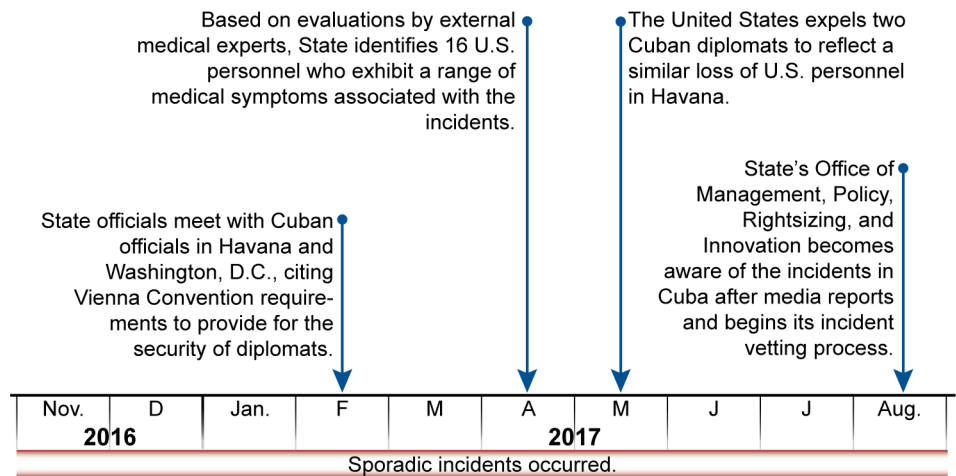 Based on evaluations by external
medical experts, State identifies 16 U.S.
personnel who exhibit a range of
medical symptoms associated with the
incidents.
The United States expels two
Cuban diplomats to reflect a
similar loss of U.S. personnel
in Havana.
State officials meet with Cuban
officials in Havana and
Washington, D.C., citing
Vienna Convention require-
ments to provide for the
security of diplomats.
State’s Office of
Management, Policy,
Rightsizing, and
Innovation becomes
aware of the incidents in
Cuba after media reports
and begins its incident
vetting process.
Nov. D Jan. F M A M J J Aug.
2016 2017
Sporadic incidents occurred.